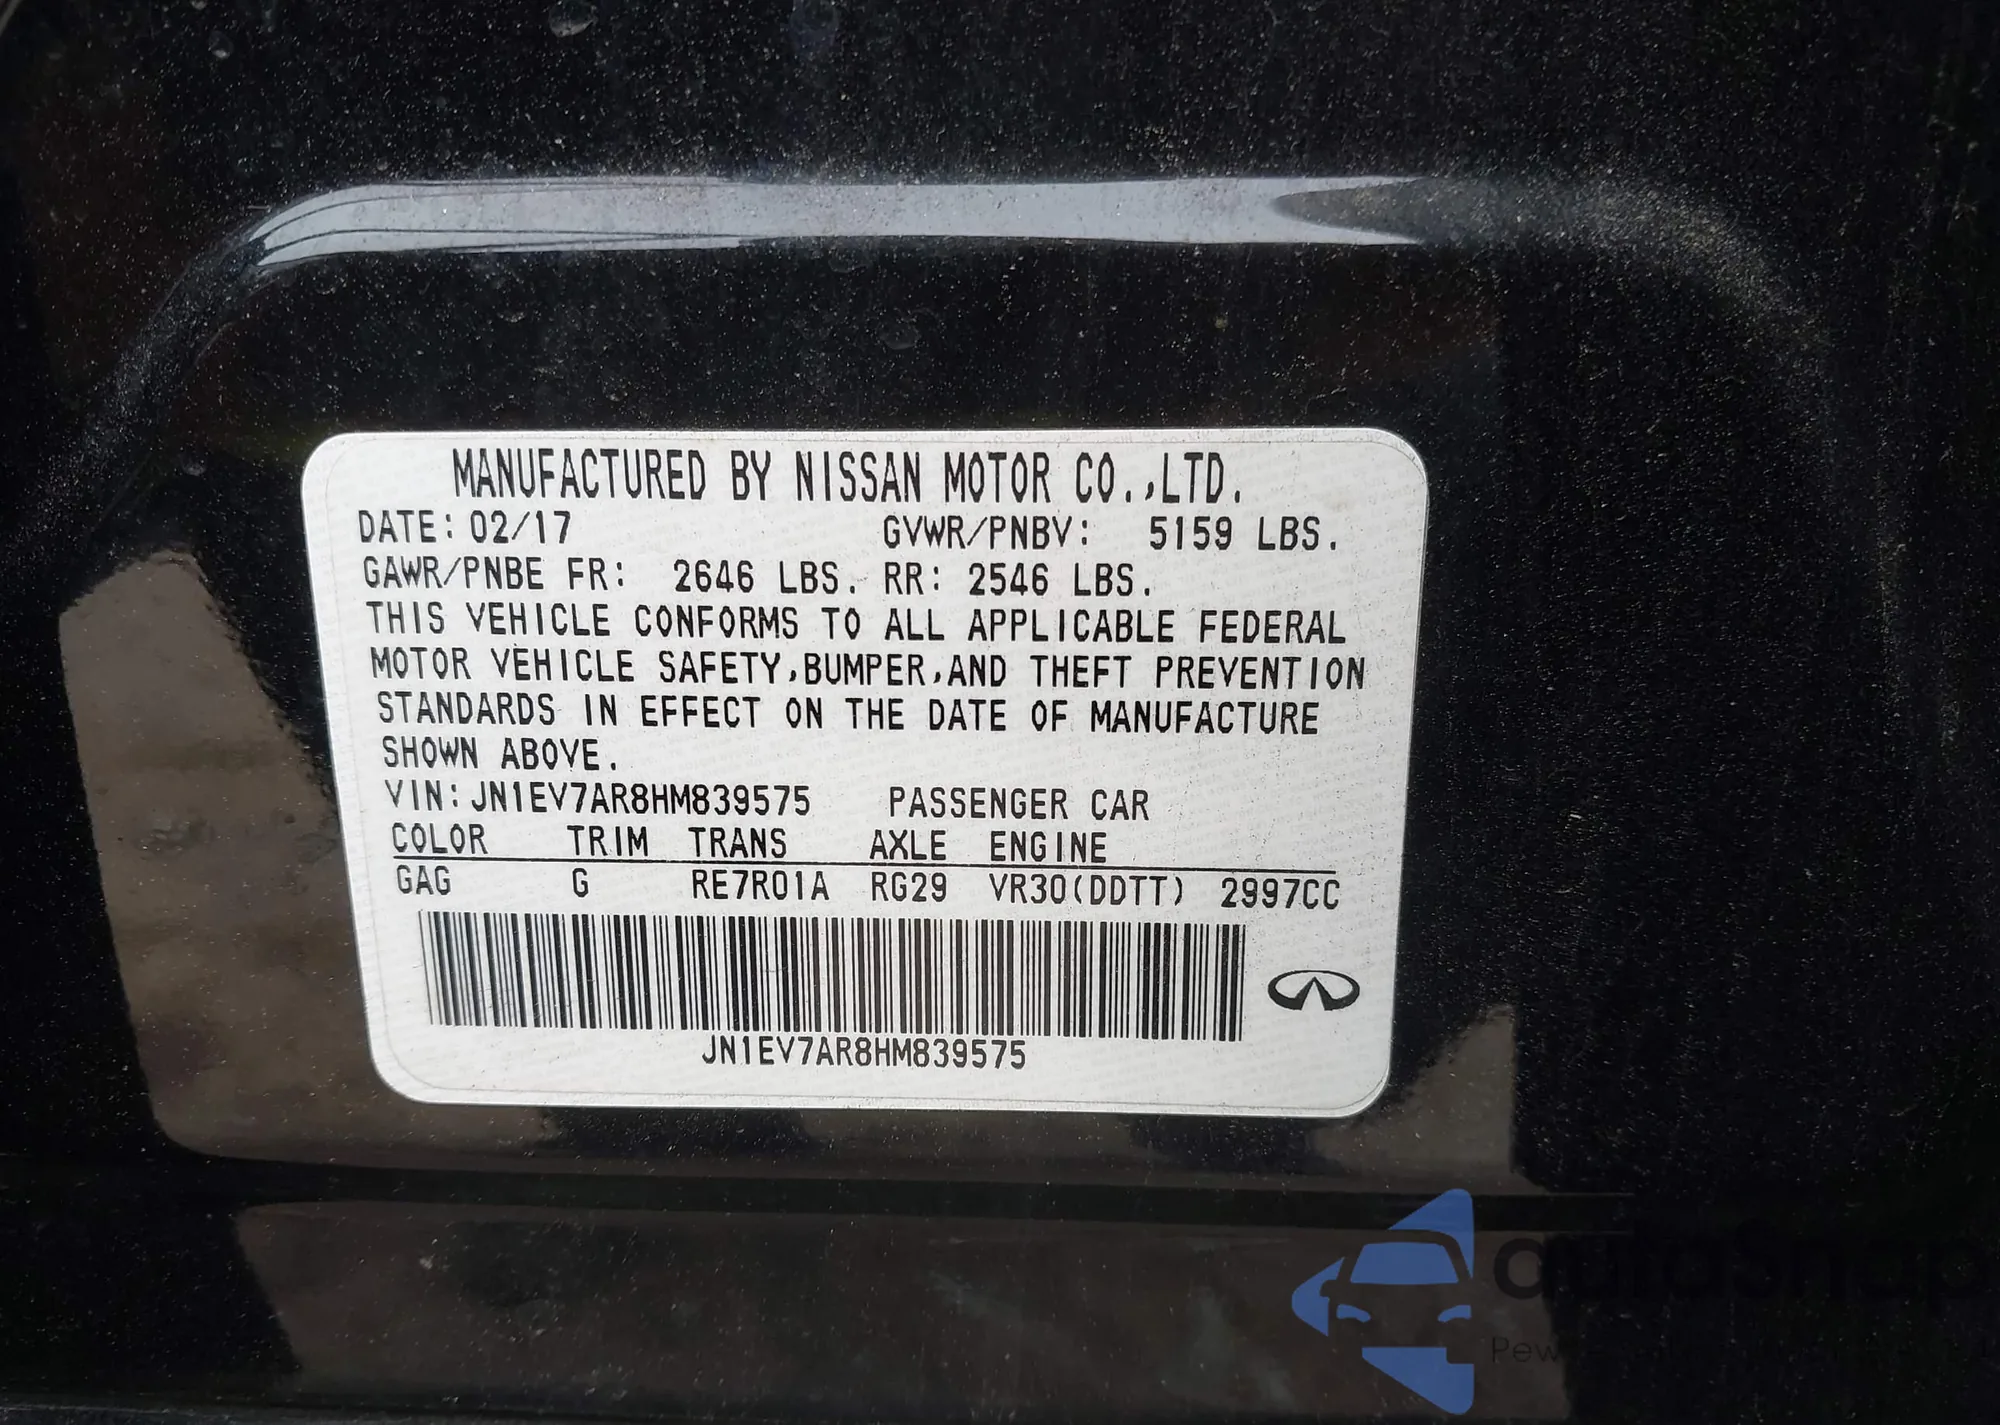 MANUFACTURED BY NISSAN MOTOR CO.,LTD.
DATE: 02/17 GVWR/PNBV: 5159 LBS.
GAWR/PNBE FR: 2646 LBS. RR: 2546 LBS.
THIS VEHICLE CONFORMS TO ALL APPLICABLE FEDERAL
MOTOR VEHICLE SAFETY,BUMPER,AND THEFT PREVENTION
STANDARDS IN EFFECT ON THE DATE OF MANUFACTURE
SHOWN ABOVE.
VIN: JN1EV7AR8HM839575 PASSENGER CAR
COLOR TRIM TRANS AXLE ENGINE
GAG G RE7R01A RG29 VR30(DDTT) 2997CC
JN1EV7AR8HM839575